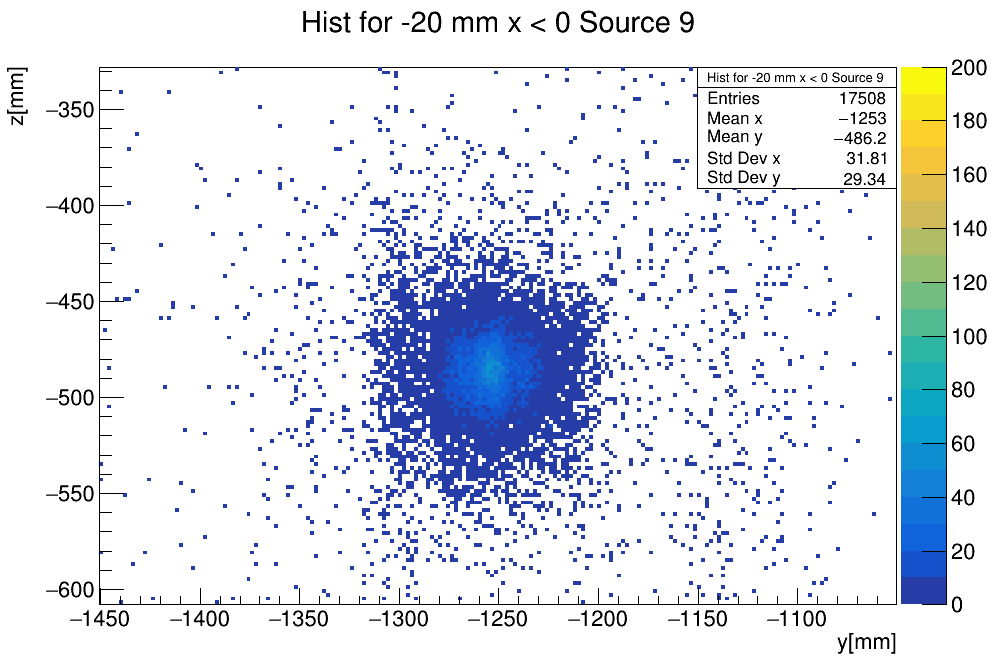 Hist for -20 mm x < 0 Source 9
z[mm]
Hist for -20 mm x < 0 Source 9
Entries 17508
Mean x −1253
Mean y −486.2
Std Dev x 31.81
Std Dev y 29.34
−350
−400
−450
−500
−550
−600
−1450 −1400 −1350 −1300 −1250 −1200 −1150 −1100
y[mm]
200
180
160
140
120
100
80
60
40
20
0